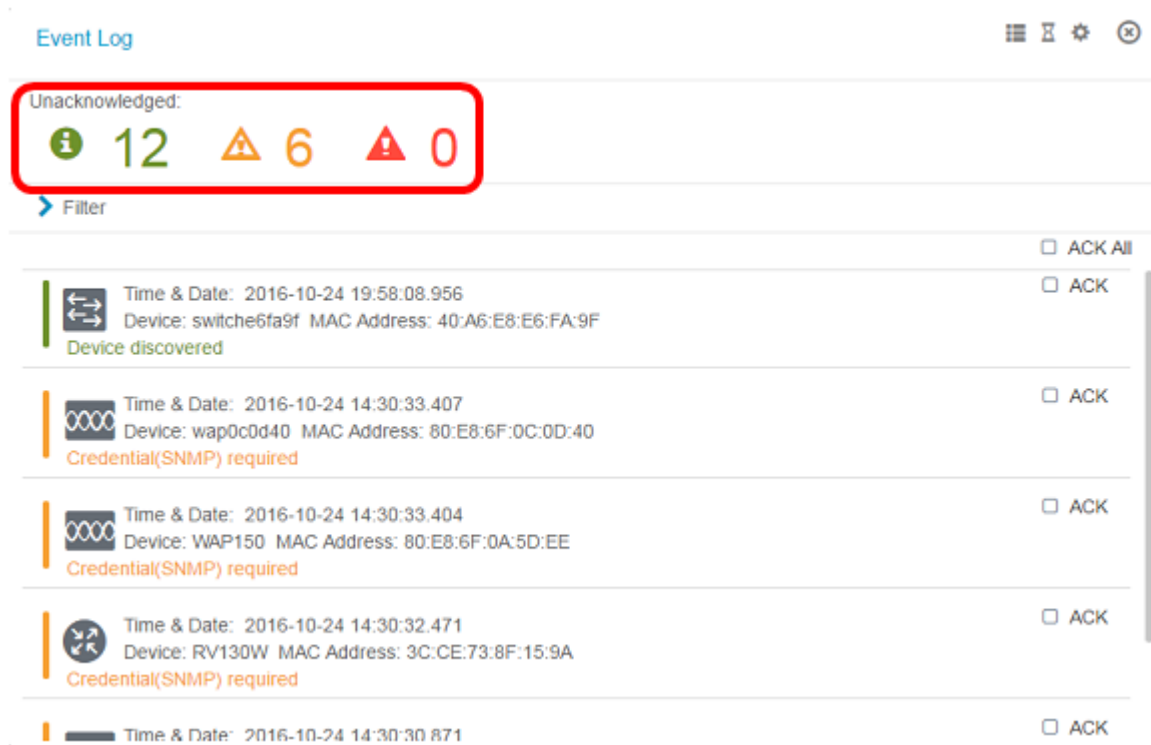 Event Log
Unacknowledged:
12 6 0
Filter
ACK All
Time & Date: 2016-10-24 19:58:08.956 ACK
Device: switche6fa9f MAC Address: 40:A6:E8:E6:FA:9F
Device discovered
Time & Date: 2016-10-24 14:30:33.407 ACK
Device: wap0c0d40 MAC Address: 80:E8:6F:0C:0D:40
Credential(SNMP) required
Time & Date: 2016-10-24 14:30:33.404 ACK
Device: WAP150 MAC Address: 80:E8:6F:0A:5D:EE
Credential(SNMP) required
Time & Date: 2016-10-24 14:30:32.471 ACK
Device: RV130W MAC Address: 3C:CE:73:8F:15:9A
Credential(SNMP) required
Time & Date: 2016-10-24 14:30:30.871 ACK